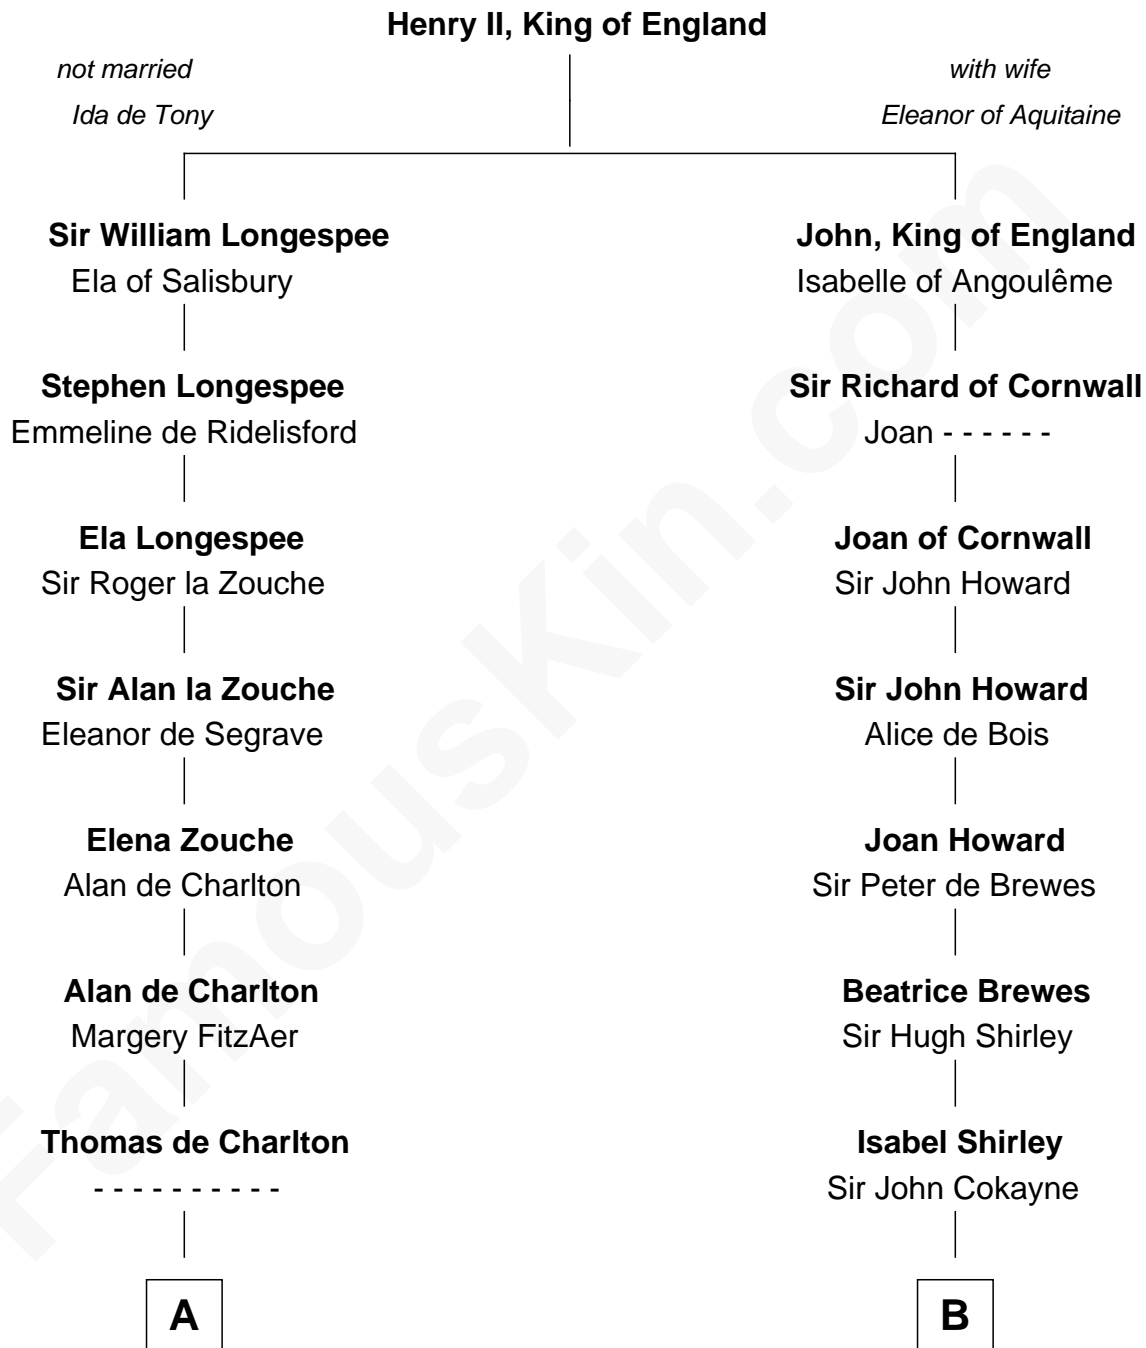 Henry II, King of England
not married
Ida de Tony
with wife
Eleanor of Aquitaine
Sir William Longespee
Ela of Salisbury
John, King of England
Isabelle of Angoulême
Stephen Longespee
Emmeline de Ridelisford
Sir Richard of Cornwall
Joan - - - - - -
Ela Longespee
Sir Roger la Zouche
Joan of Cornwall
Sir John Howard
Sir Alan la Zouche
Eleanor de Segrave
Sir John Howard
Alice de Bois
Elena Zouche
Alan de Charlton
Joan Howard
Sir Peter de Brewes
Alan de Charlton
Margery FitzAer
Beatrice Brewes
Sir Hugh Shirley
Thomas de Charlton
- - - - - - - - - -
Isabel Shirley
Sir John Cokayne
A
B
FamousKin.com